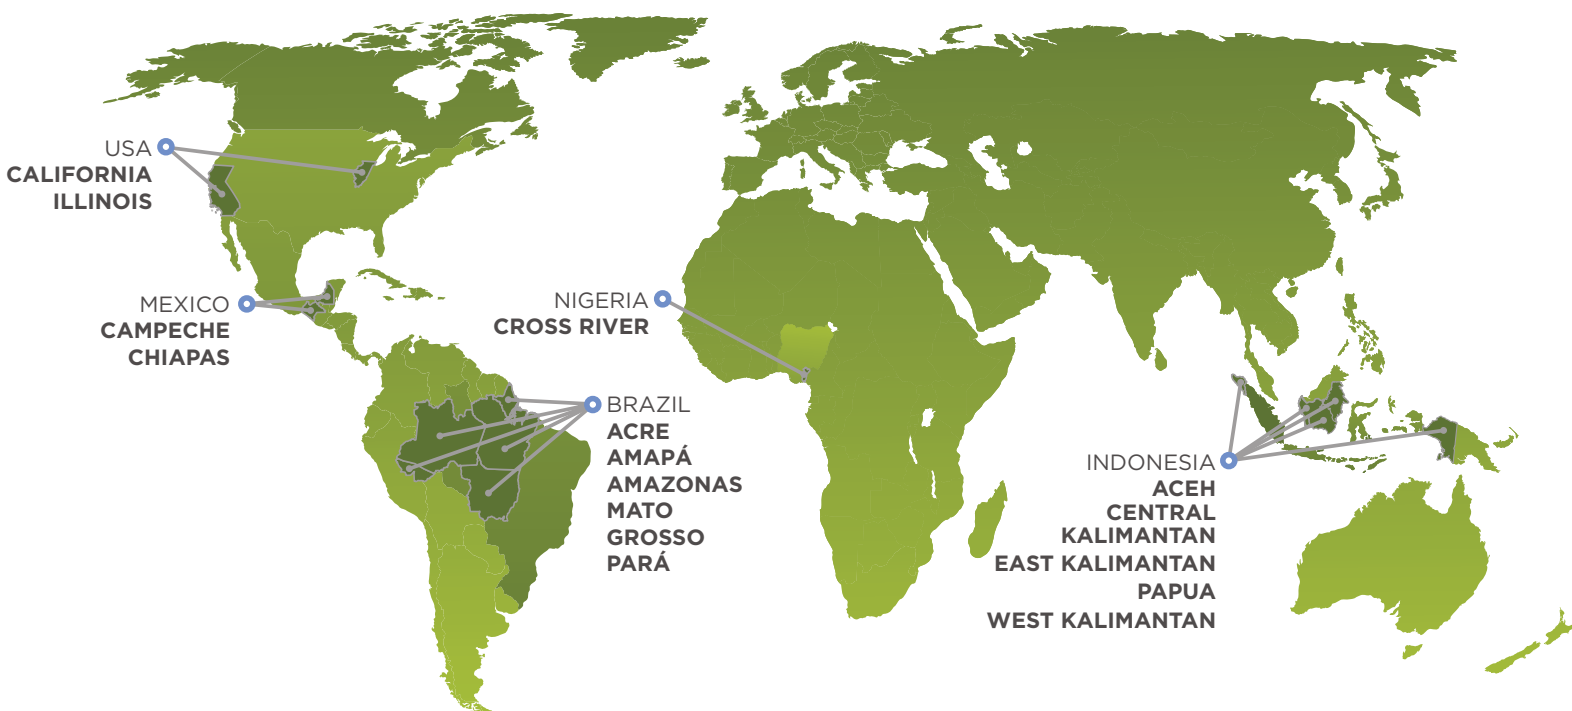 USA
CALIFORNIA
ILLINOIS
MEXICO
CAMPECHE
CHIAPAS
NIGERIA
CROSS RIVER
BRAZIL
ACRE
AMAPÁ
AMAZONAS
MATO
GROSSO
PARÁ
INDONESIA
ACEH
CENTRAL
KALIMANTAN
EAST KALIMANTAN
PAPUA
WEST KALIMANTAN